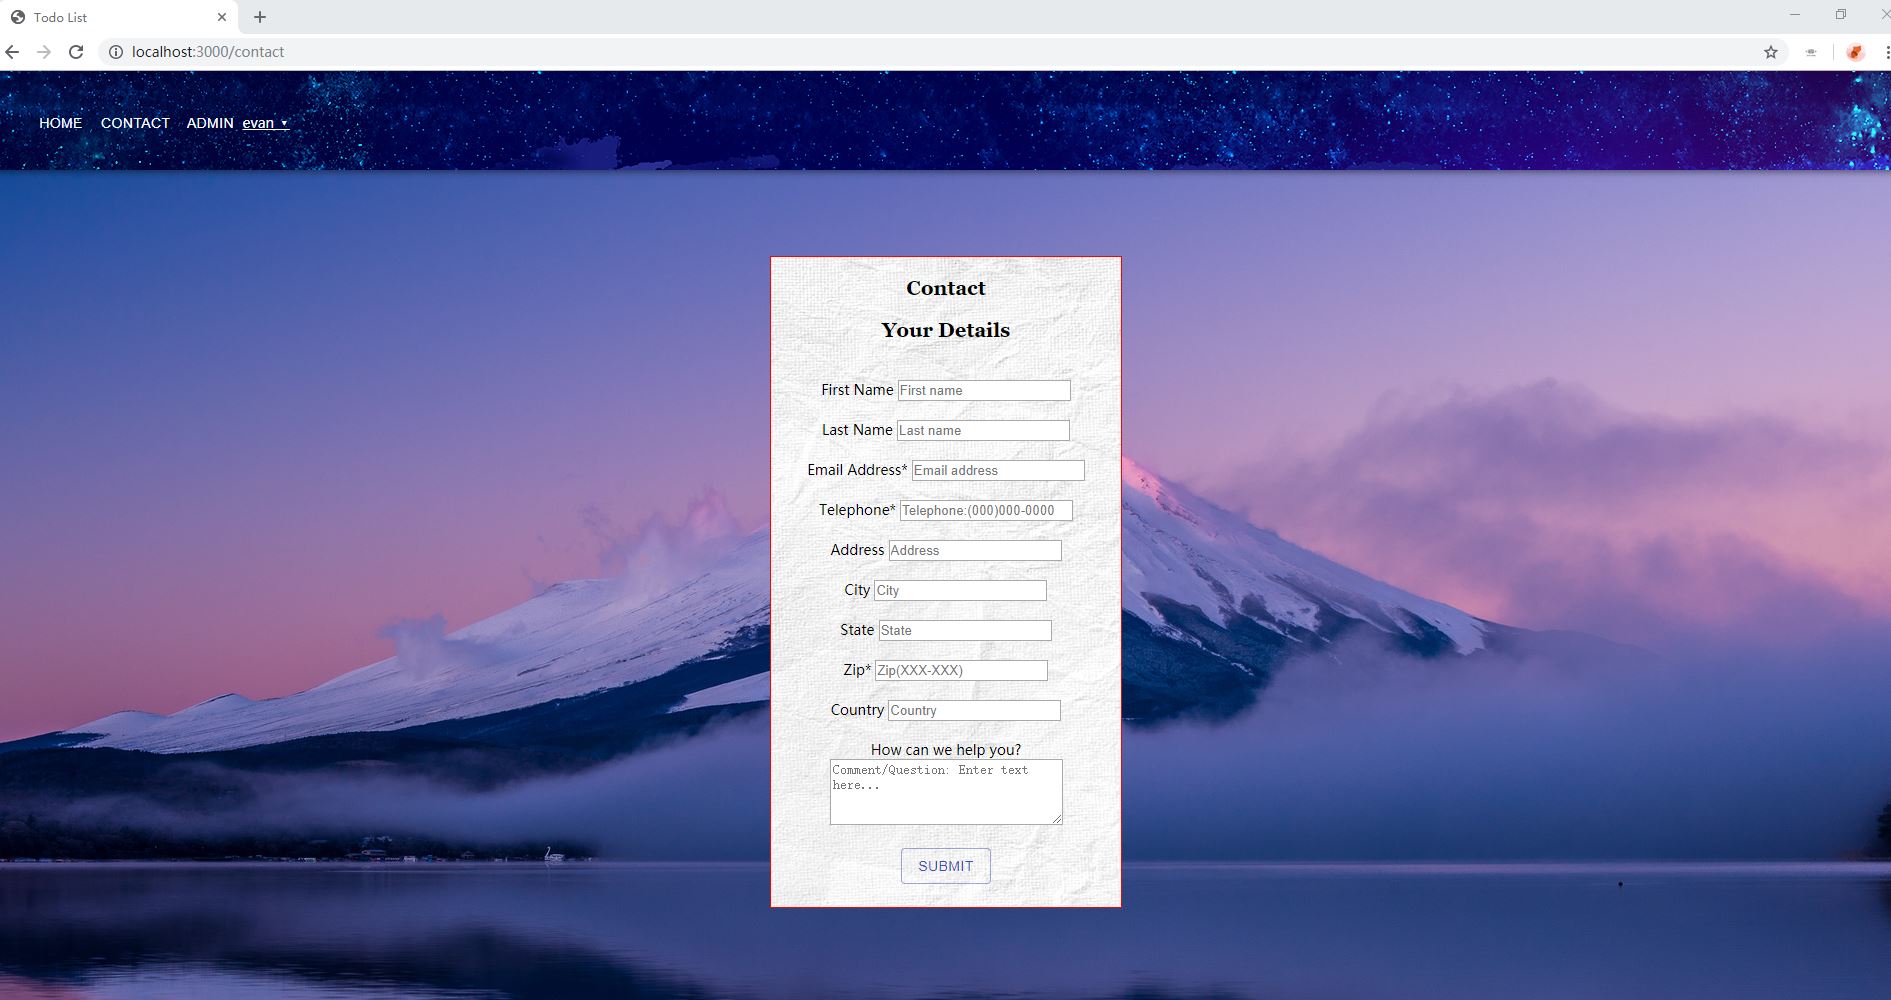 Todo List
localhost:3000/contact
HOME CONTACT ADMIN evan ▾
Contact
Your Details
First Name First name
Last Name Last name
Email Address* Email address
Telephone* Telephone:(000)000-0000
Address Address
City City
State State
Zip* Zip(XXX-XXX)
Country Country
How can we help you?
Comment/Question: Enter text
here...
SUBMIT